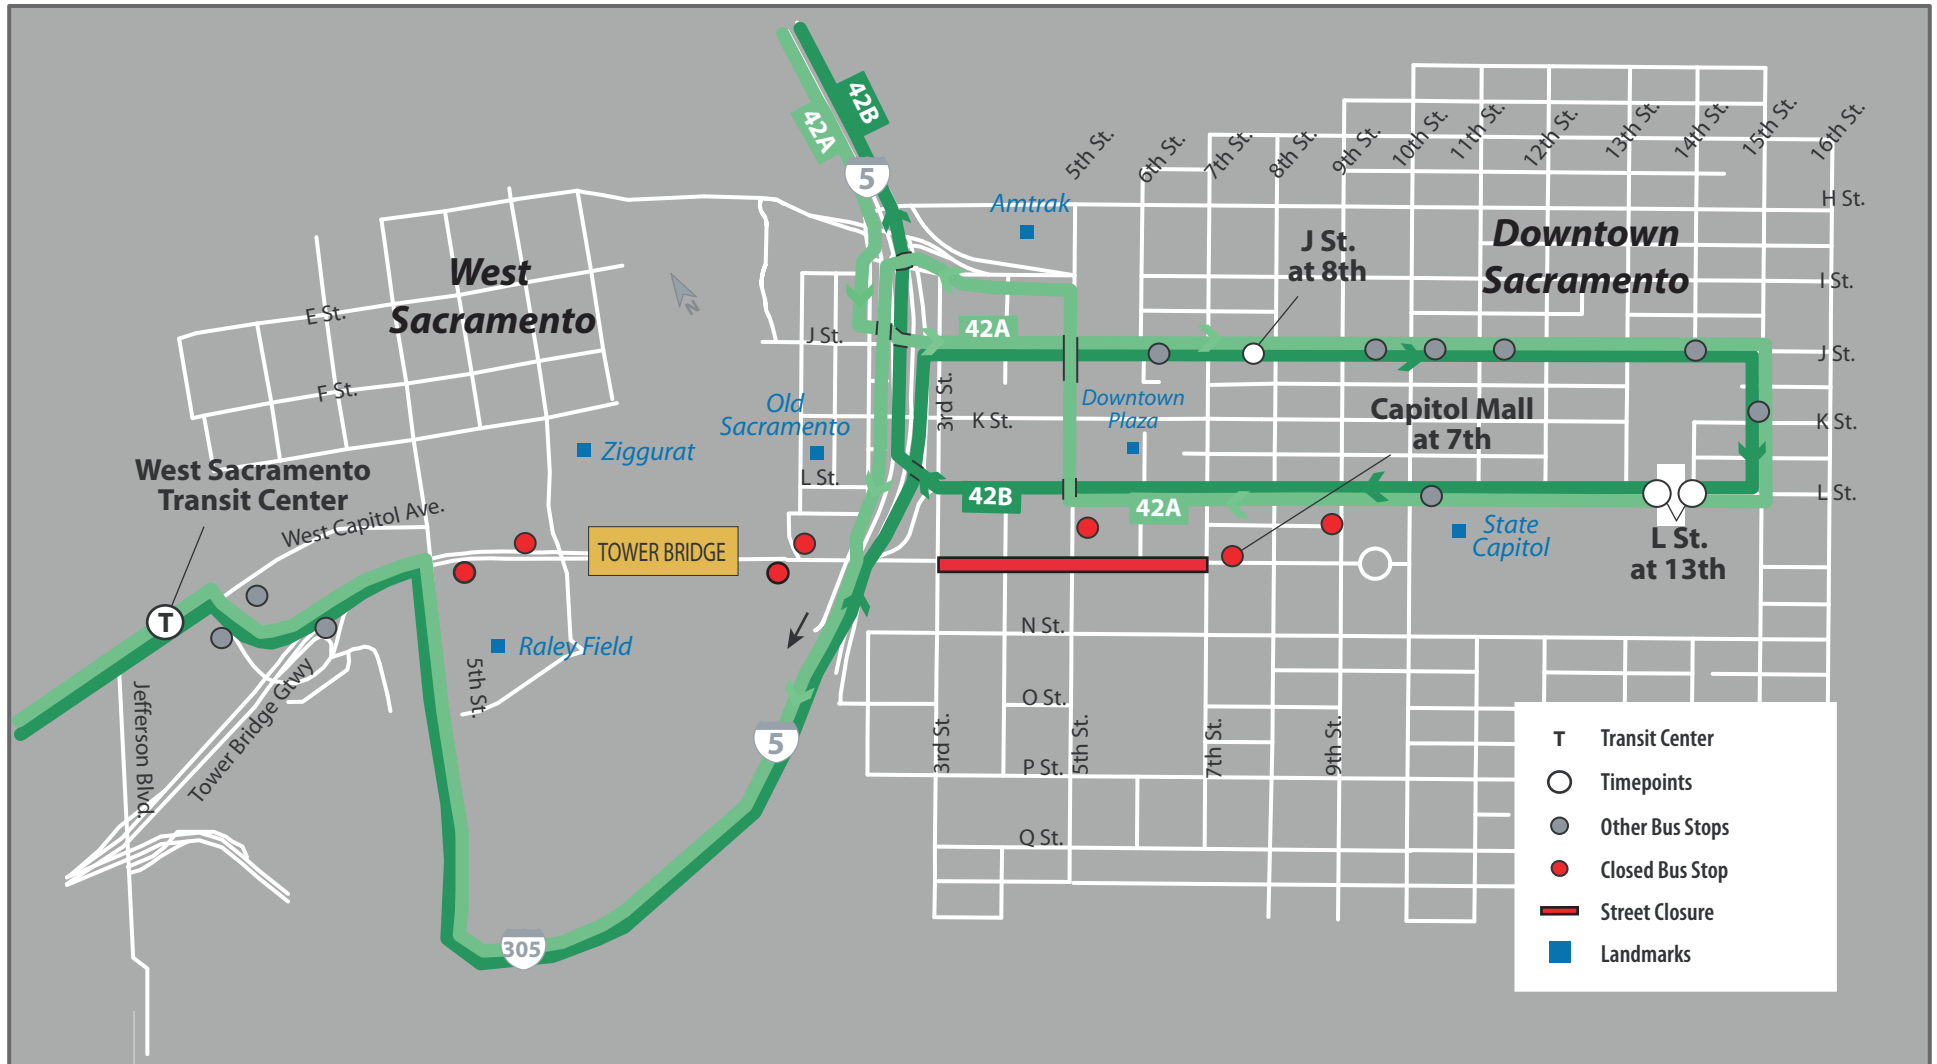 42B
42A
5
5th St.
6th St.
7th St.
8th St.
9th St.
10th St.
11th St.
12th St.
13th St.
14th St.
15th St.
16th St.
H St.
Amtrak
J St.
at 8th
Downtown
Sacramento
West
Sacramento
N
I St.
E St.
J St.
42A
J St.
F St.
Old
Sacramento
3rd St.
K St.
Downtown
Plaza
Capitol Mall
at 7th
K St.
Ziggurat
West Sacramento
Transit Center
L St.
42B
42A
L St.
West Capitol Ave.
TOWER BRIDGE
State
Capitol
L St.
at 13th
T
N St.
Raley Field
5th St.
Jefferson Blvd.
Tower Bridge Gtwy
O St.
5
3rd St.
5th St.
7th St.
9th St.
P St.
Q St.
305
T Transit Center
Timepoints
Other Bus Stops
Closed Bus Stop
Street Closure
Landmarks